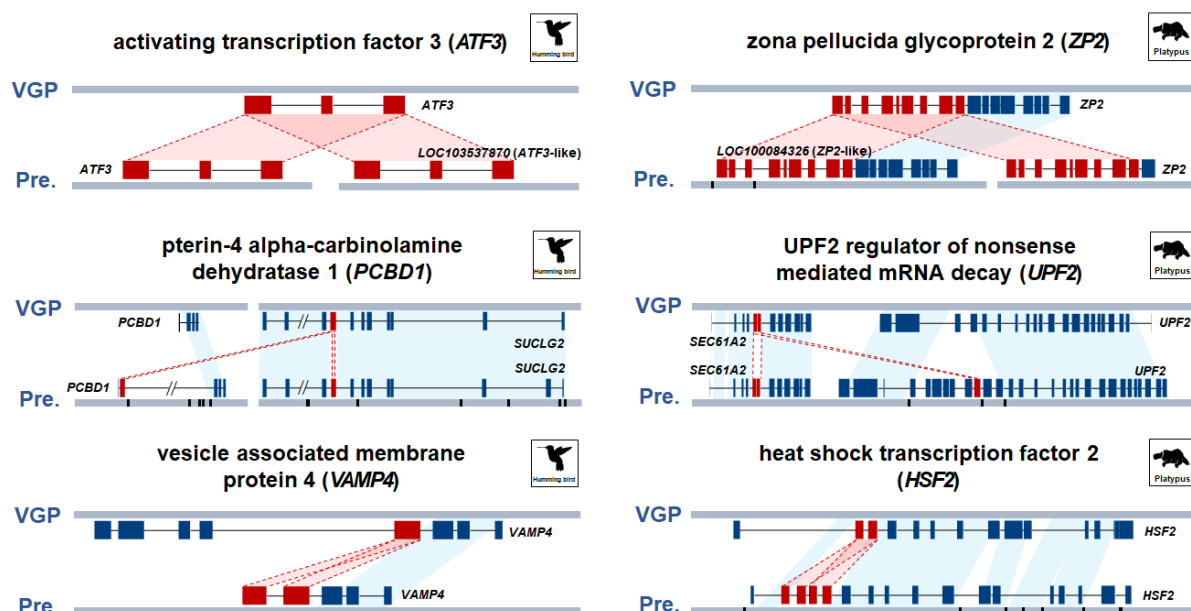 activating transcription factor 3 (ATF3)
Humming bird
VGP
ATF3
ATF3
LOC103537870 (ATF3-like)
Pre.
zona pellucida glycoprotein 2 (ZP2)
Platypus
VGP
ZP2
LOC100084326 (ZP2-like)
ZP2
Pre.
pterin-4 alpha-carbinolamine
dehydratase 1 (PCBD1)
Humming bird
VGP
PCBD1
//
SUCLG2
SUCLG2
PCBD1
//
//
Pre.
UPF2 regulator of nonsense
mediated mRNA decay (UPF2)
Platypus
VGP
UPF2
SEC61A2
SEC61A2
UPF2
Pre.
vesicle associated membrane
protein 4 (VAMP4)
Humming bird
VGP
VAMP4
VAMP4
Pre.
heat shock transcription factor 2
(HSF2)
Platypus
VGP
HSF2
HSF2
Pre.